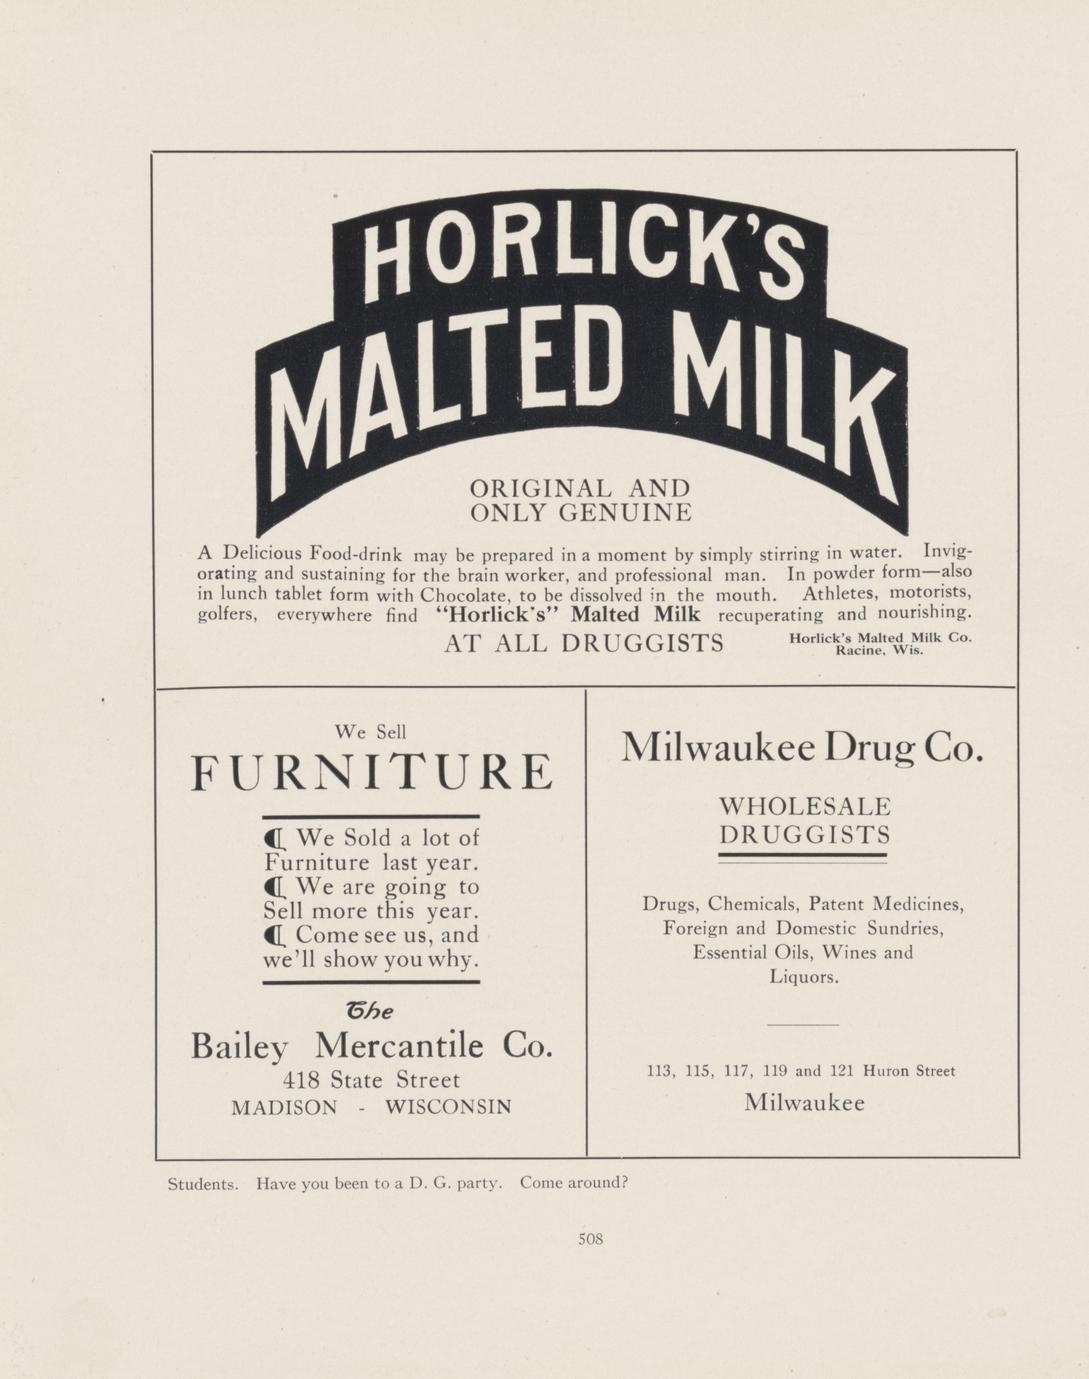 HORLICK'S
MALTED MILK
ORIGINAL AND
ONLY GENUINE
A Delicious Food-drink may be prepared in a moment by simply stirring in water. Invig-
orating and sustaining for the brain worker, and professional man. In powder form—also
in lunch tablet form with Chocolate, to be dissolved in the mouth. Athletes, motorists,
golfers, everywhere find "Horlick's" Malted Milk recuperating and nourishing.
AT ALL DRUGGISTS
Horlick's Malted Milk Co.
Racine, Wis.
We Sell
FURNITURE
¶ We Sold a lot of
Furniture last year.
¶ We are going to
Sell more this year.
¶ Come see us, and
we'll show you why.
The
Bailey Mercantile Co.
418 State Street
MADISON - WISCONSIN
Milwaukee Drug Co.
WHOLESALE
DRUGGISTS
Drugs, Chemicals, Patent Medicines,
Foreign and Domestic Sundries,
Essential Oils, Wines and
Liquors.
113, 115, 117, 119 and 121 Huron Street
Milwaukee
Students. Have you been to a D. G. party. Come around?
508